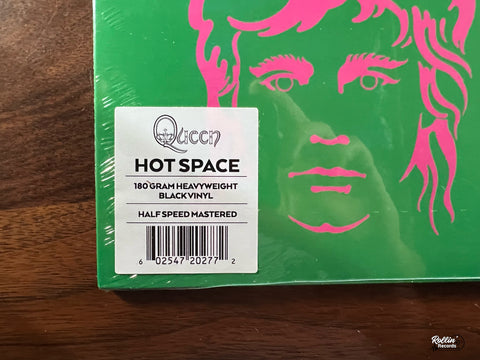 Queen
HOT SPACE
180 GRAM HEAVYWEIGHT
BLACK VINYL
HALF SPEED MASTERED
6 02547 20277 2
Rollin'
Records